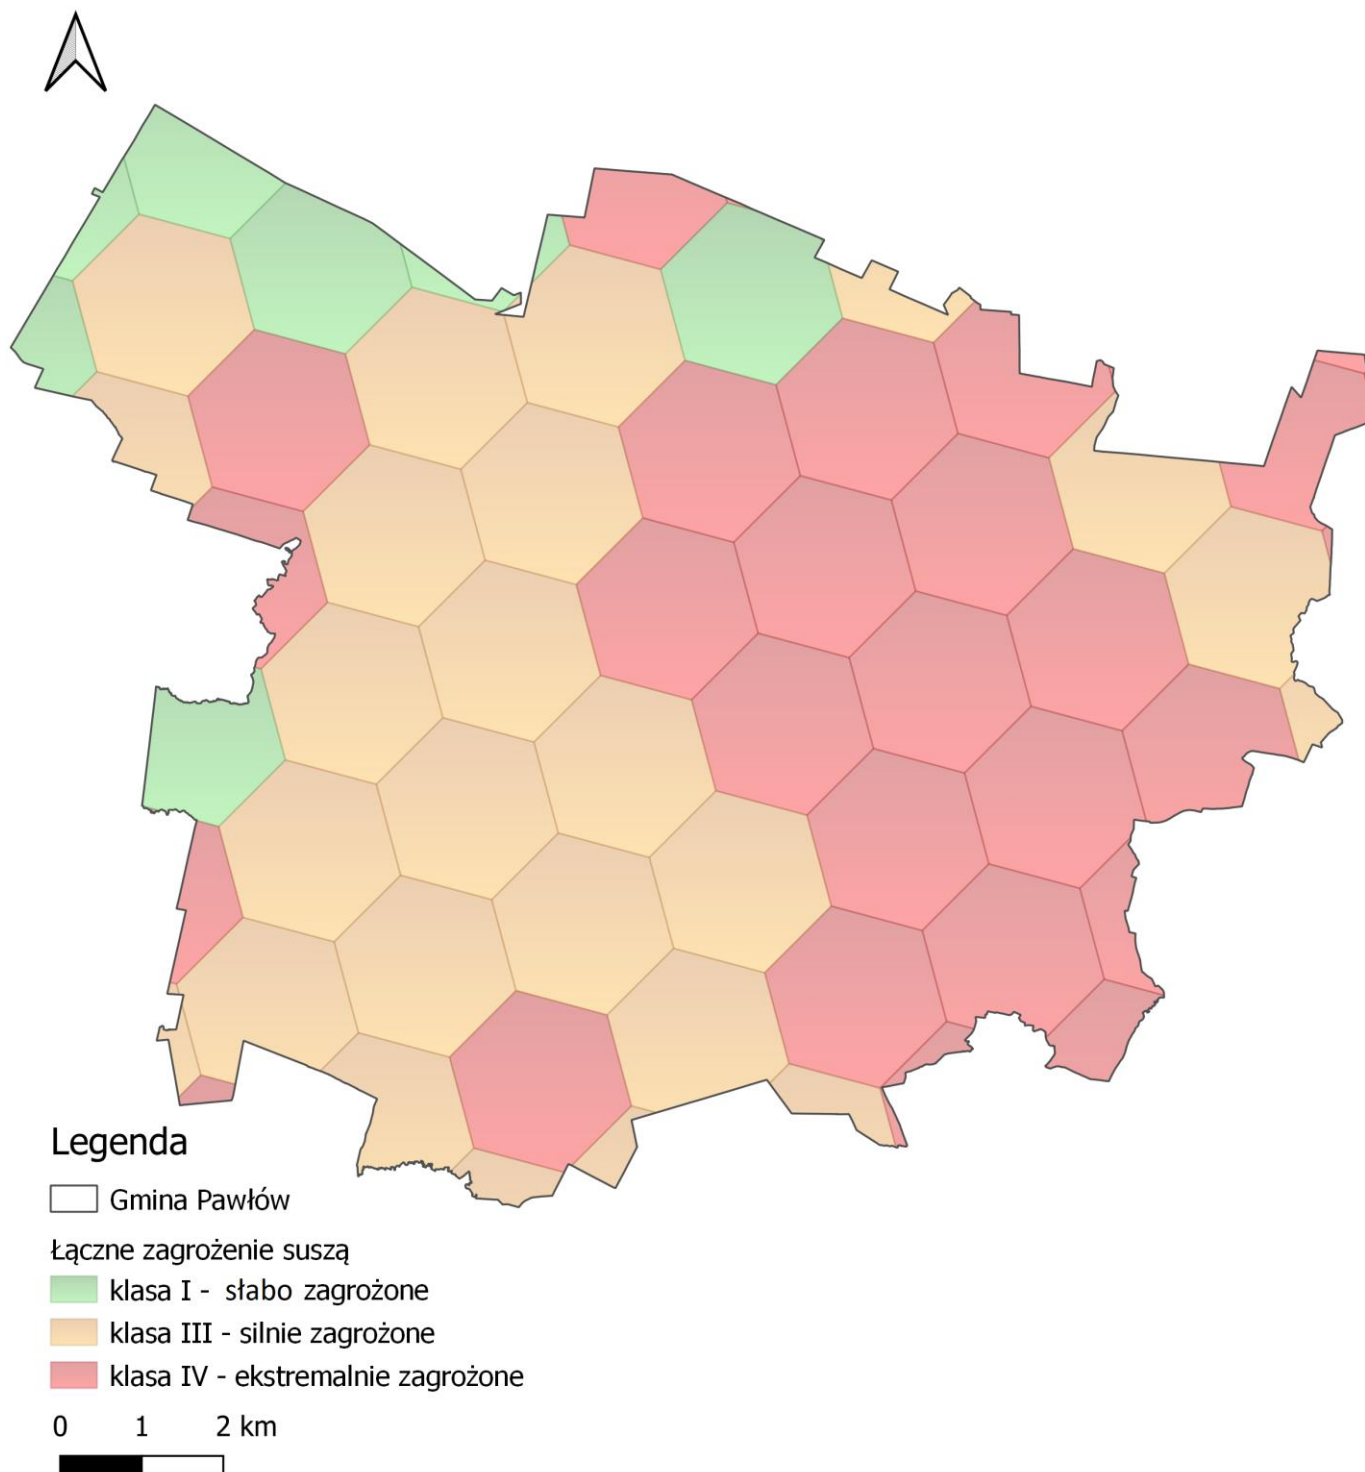 Legenda
Gmina Pawłów
Łączne zagrożenie suszą
klasa I - słabo zagrożone
klasa III - silnie zagrożone
klasa IV - ekstremalnie zagrożone
0 1 2 km